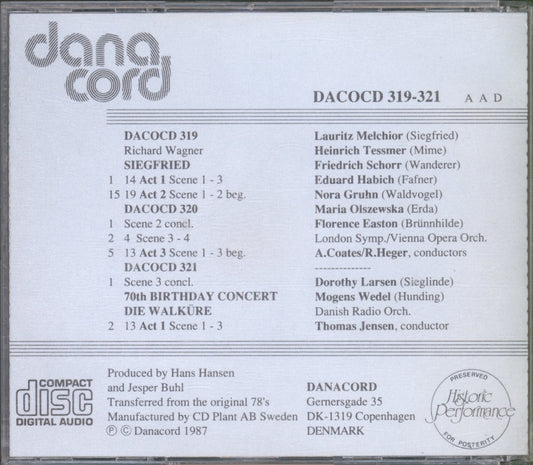 dana
cord
DACOCD 319-321 A A D
DACOCD 319
Richard Wagner
SIEGFRIED
1 14 Act 1 Scene 1 - 3
15 19 Act 2 Scene 1 - 2 beg.
DACOCD 320
1 Scene 2 concl.
2 4 Scene 3 - 4
5 13 Act 3 Scene 1 - 3 beg.
DACOCD 321
1 Scene 3 concl.
70th BIRTHDAY CONCERT
DIE WALKÜRE
2 13 Act 1 Scene 1 - 3
Lauritz Melchior (Siegfried)
Heinrich Tessmer (Mime)
Friedrich Schorr (Wanderer)
Eduard Habich (Fafner)
Nora Gruhn (Waldvogel)
Maria Olszewska (Erda)
Florence Easton (Brünnhilde)
London Symp./Vienna Opera Orch.
A.Coates/R.Heger, conductors
--------------
Dorothy Larsen (Sieglinde)
Mogens Wedel (Hunding)
Danish Radio Orch.
Thomas Jensen, conductor
COMPACT
disc
DIGITAL AUDIO
Produced by Hans Hansen
and Jesper Buhl
Transferred from the original 78's
Manufactured by CD Plant AB Sweden
Ⓟ © Danacord 1987
DANACORD
Gernersgade 35
DK-1319 Copenhagen
DENMARK
PRESERVED
Historic
Performance
FOR POSTERITY